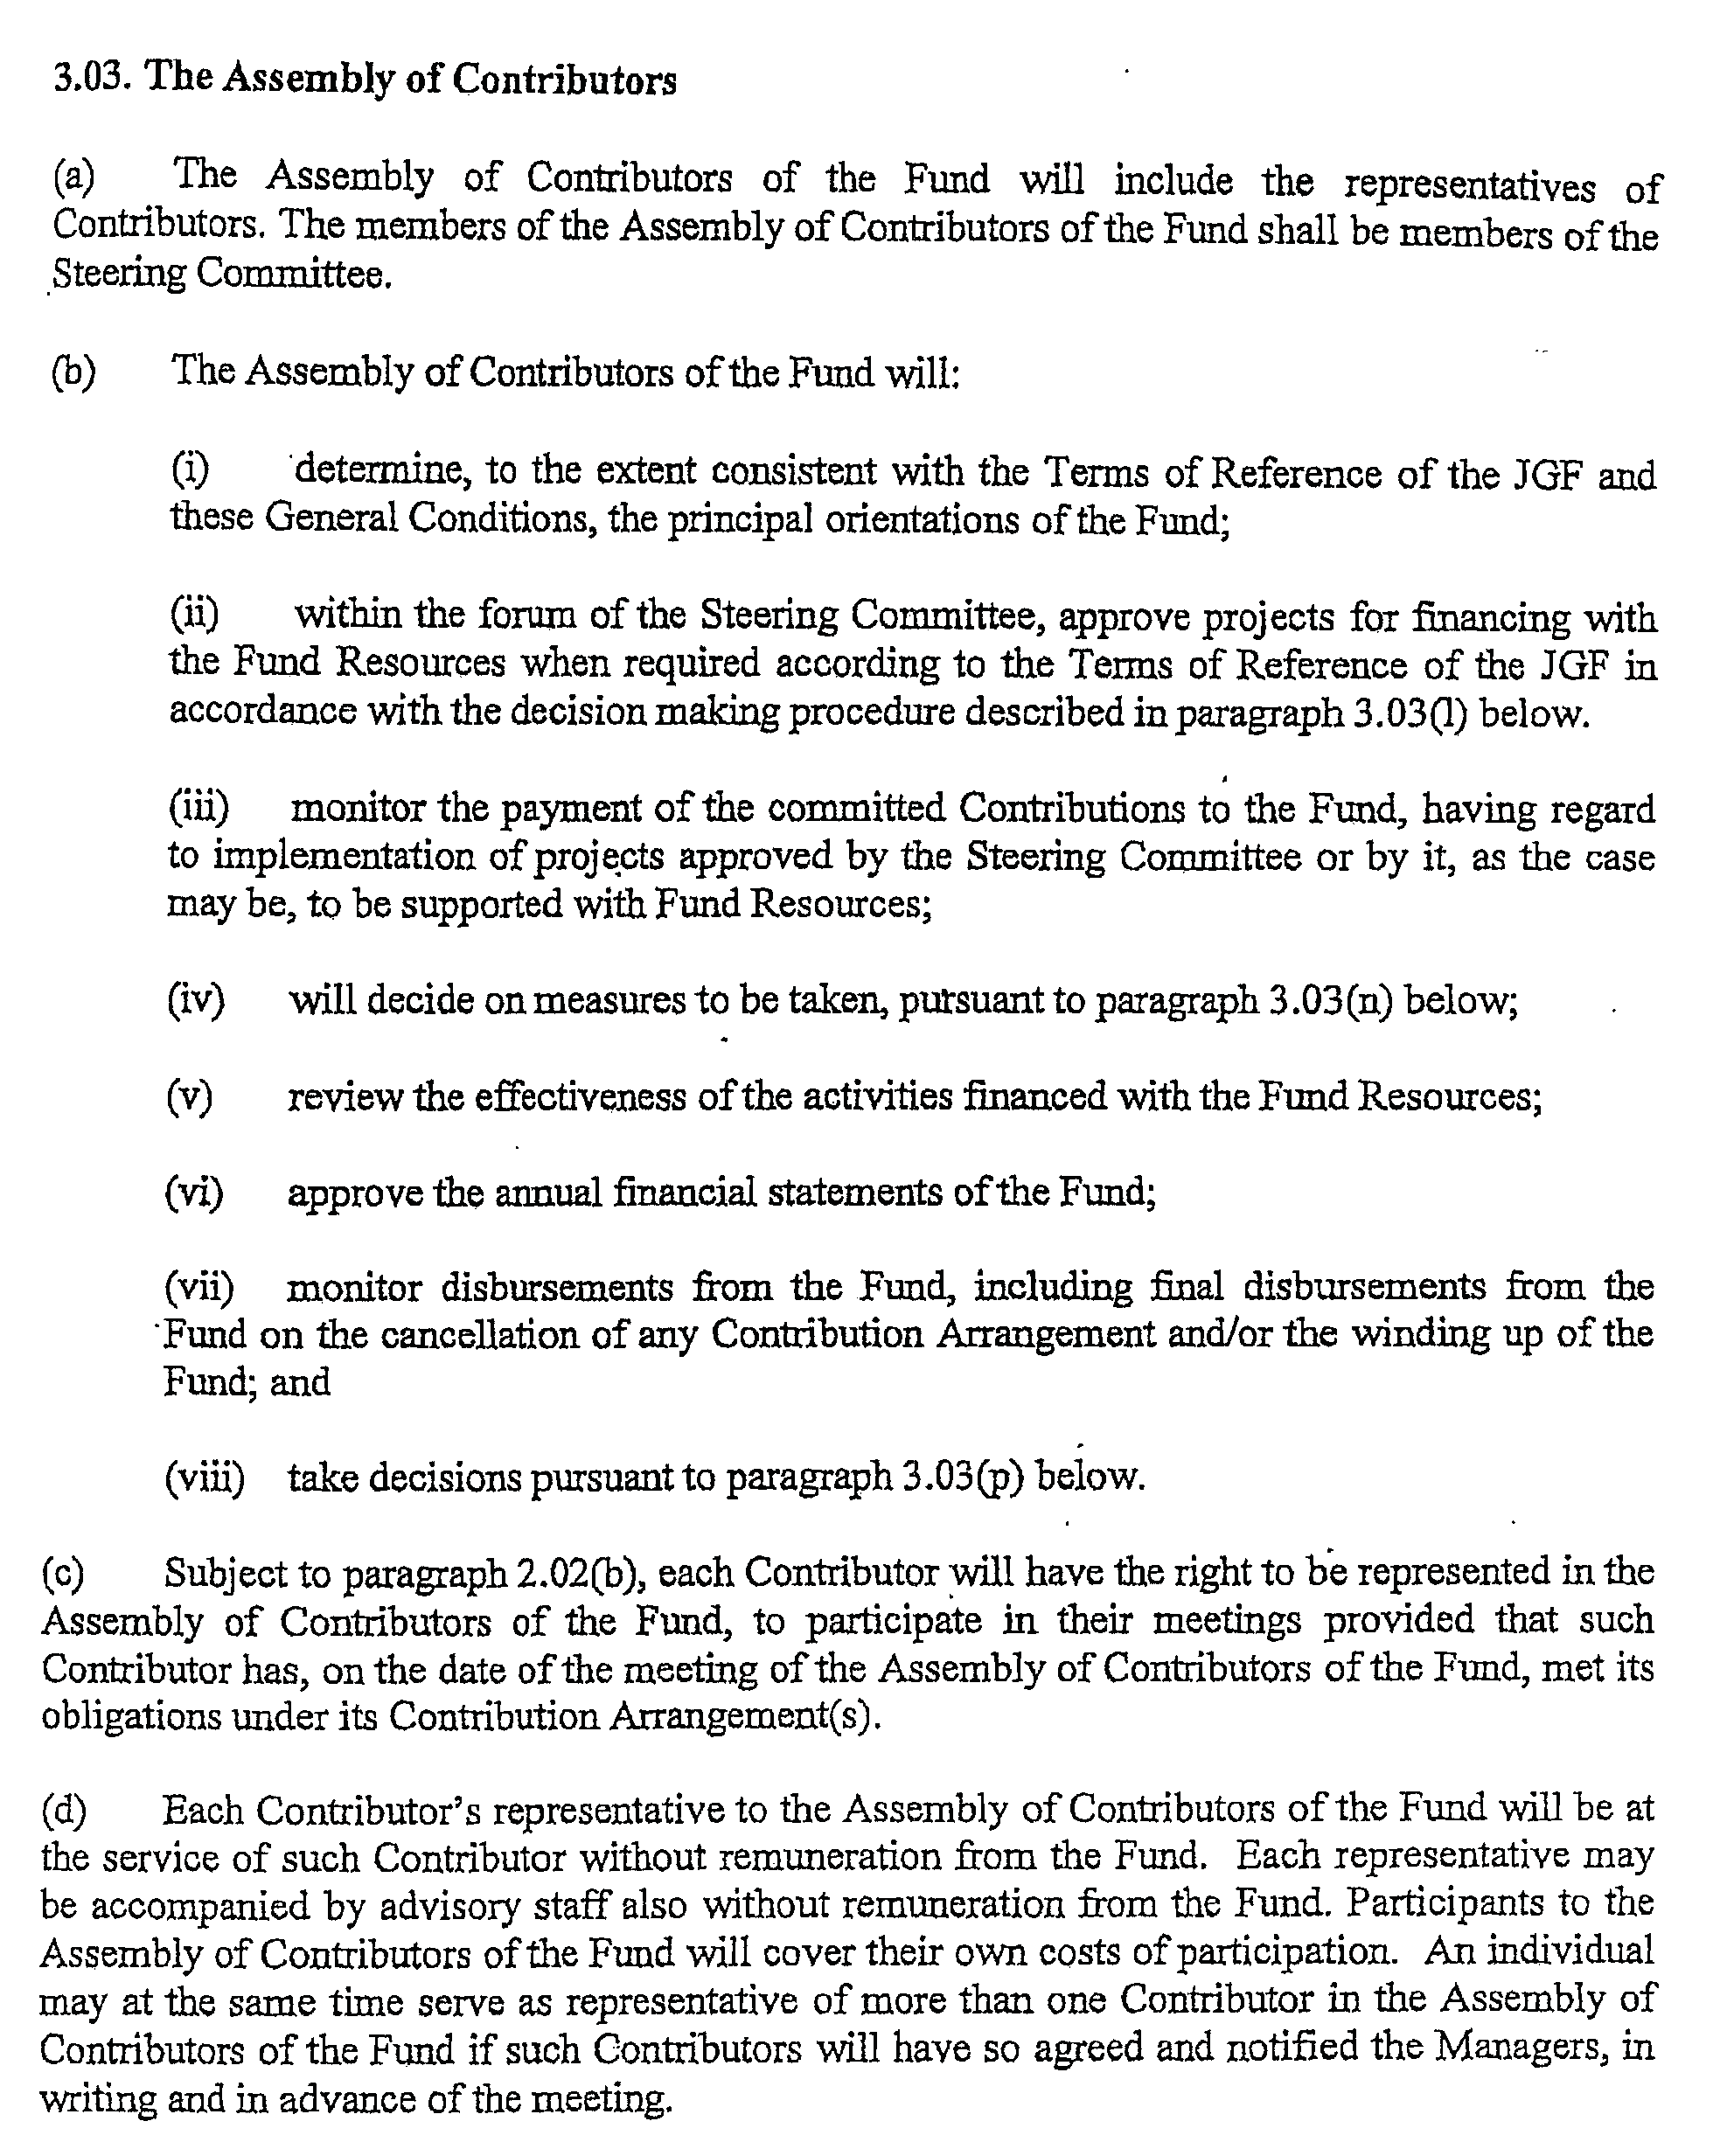 3.03. The Assembly of Contributors
(a) The Assembly of Contributors of the Fund will include the representatives of
Contributors. The members of the Assembly of Contributors of the Fund shall be members of the
Steering Committee.
(b) The Assembly of Contributors of the Fund will:
(i) determine, to the extent consistent with the Terms of Reference of the JGF and
these General Conditions, the principal orientations of the Fund;
(ii) within the forum of the Steering Committee, approve projects for financing with
the Fund Resources when required according to the Terms of Reference of the JGF in
accordance with the decision making procedure described in paragraph 3.03(l) below.
(iii) monitor the payment of the committed Contributions to the Fund, having regard
to implementation of projects approved by the Steering Committee or by it, as the case
may be, to be supported with Fund Resources;
(iv) will decide on measures to be taken, pursuant to paragraph 3.03(n) below;
(v) review the effectiveness of the activities financed with the Fund Resources;
(vi) approve the annual financial statements of the Fund;
(vii) monitor disbursements from the Fund, including final disbursements from the
Fund on the cancellation of any Contribution Arrangement and/or the winding up of the
Fund; and
(viii) take decisions pursuant to paragraph 3.03(p) below.
(c) Subject to paragraph 2.02(b), each Contributor will have the right to be represented in the
Assembly of Contributors of the Fund, to participate in their meetings provided that such
Contributor has, on the date of the meeting of the Assembly of Contributors of the Fund, met its
obligations under its Contribution Arrangement(s).
(d) Each Contributor's representative to the Assembly of Contributors of the Fund will be at
the service of such Contributor without remuneration from the Fund. Each representative may
be accompanied by advisory staff also without remuneration from the Fund. Participants to the
Assembly of Contributors of the Fund will cover their own costs of participation. An individual
may at the same time serve as representative of more than one Contributor in the Assembly of
Contributors of the Fund if such Contributors will have so agreed and notified the Managers, in
writing and in advance of the meeting.